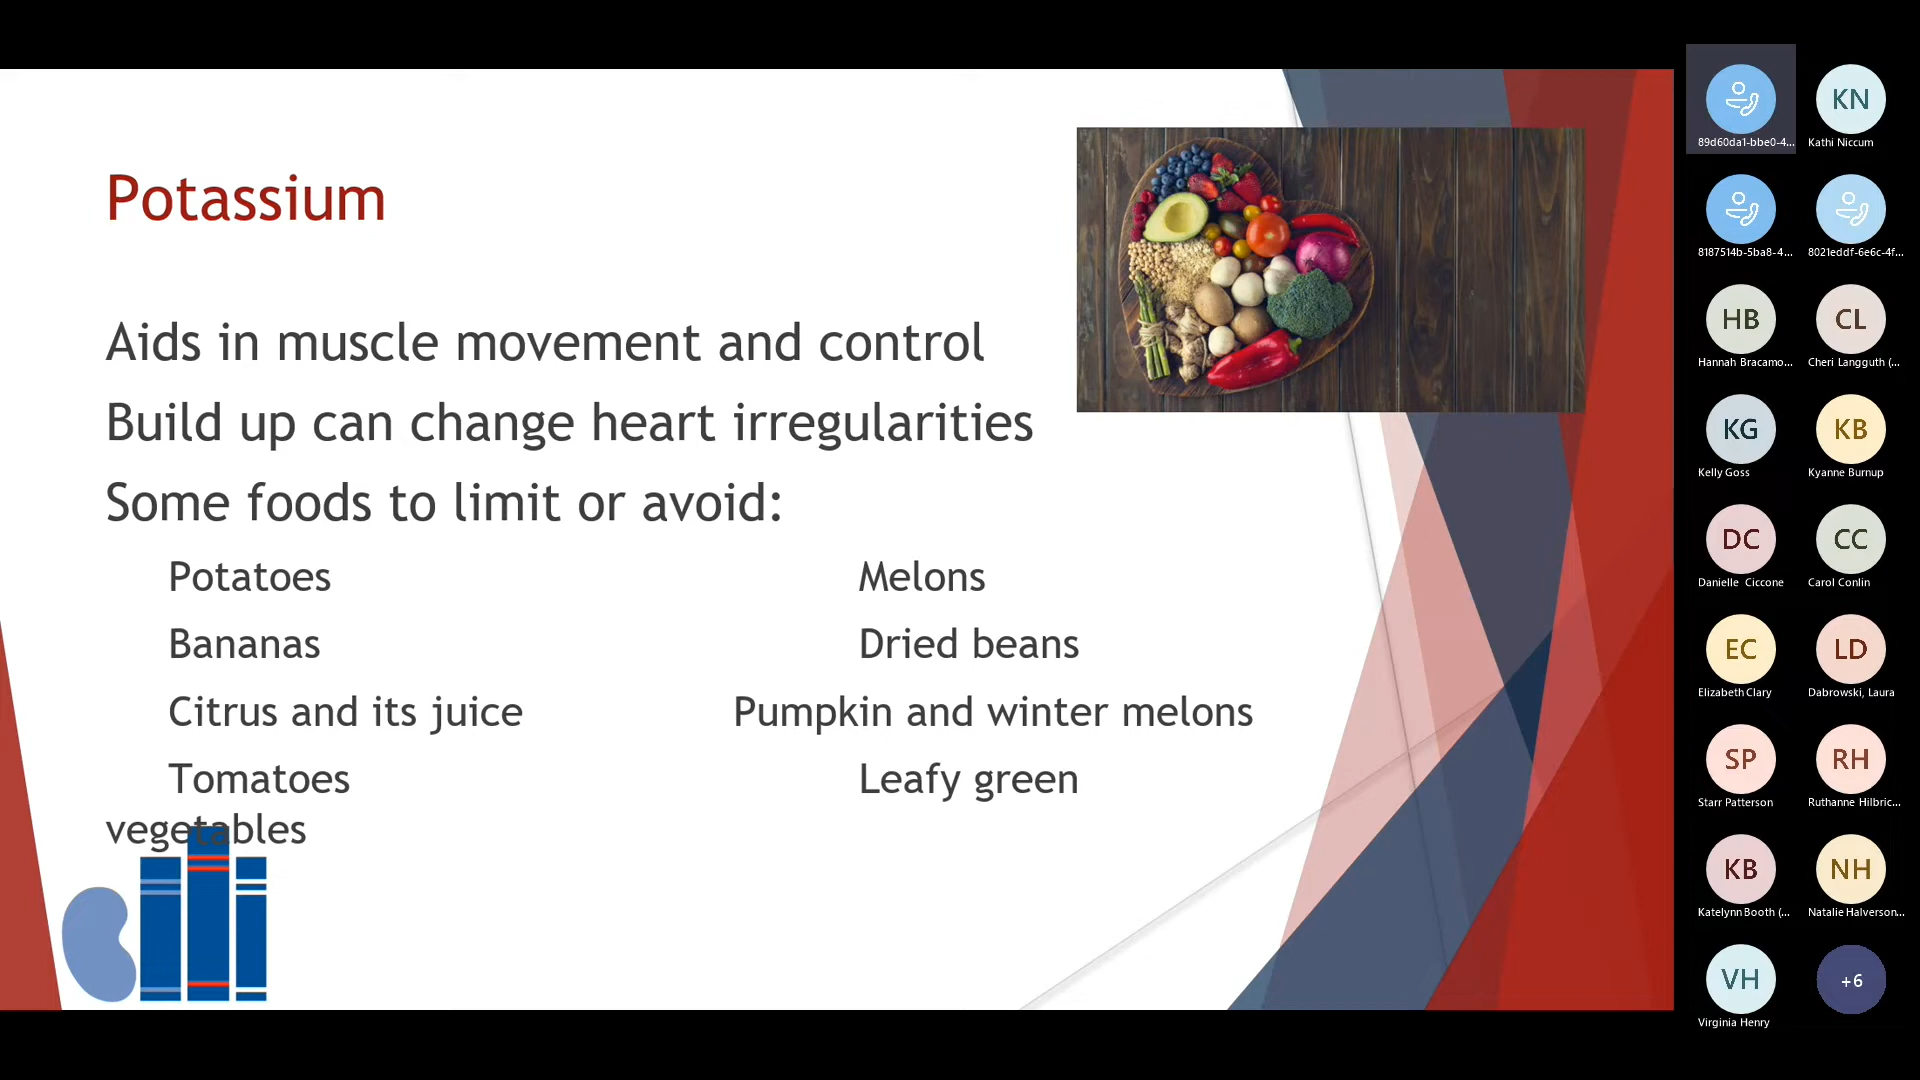 Potassium
Aids in muscle movement and control
Build up can change heart irregularities
Some foods to limit or avoid:
Potatoes Melons
Bananas Dried beans
Citrus and its juice Pumpkin and winter melons
Tomatoes Leafy green
vegetables
KN
89d60da1-bbe0-4... Kathi Niccum
8187514b-5ba8-4... 8021eddf-6e6c-4f...
HB CL
Hannah Bracamo... Cheri Langguth (...
KG KB
Kelly Goss Kyanne Burnup
DC CC
Danielle Ciccone Carol Conlin
EC LD
Elizabeth Clary Dabrowski, Laura
SP RH
Starr Patterson Ruthanne Hilbric...
KB NH
Katelynn Booth (... Natalie Halverson...
VH +6
Virginia Henry